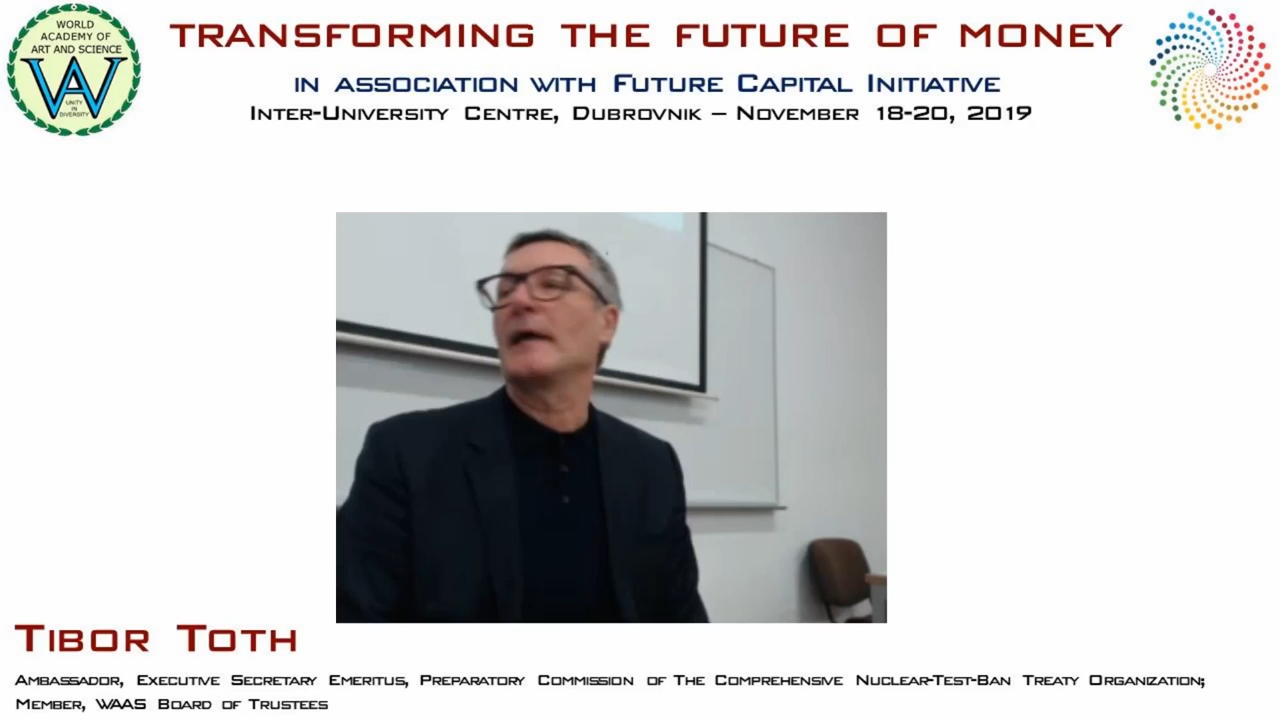 WORLD
ACADEMY OF
ART AND SCIENCE
WA
UNITY
IN
DIVERSITY
TRANSFORMING THE FUTURE OF MONEY
IN ASSOCIATION WITH FUTURE CAPITAL INITIATIVE
INTER-UNIVERSITY CENTRE, DUBROVNIK – NOVEMBER 18-20, 2019
TIBOR TOTH
AMBASSADOR, EXECUTIVE SECRETARY EMERITUS, PREPARATORY COMMISSION OF THE COMPREHENSIVE NUCLEAR-TEST-BAN TREATY ORGANIZATION;
MEMBER, WAAS BOARD OF TRUSTEES